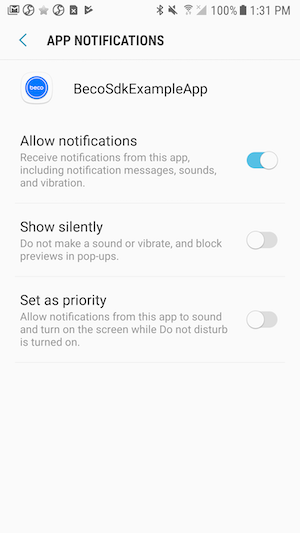 100% 1:31 PM
APP NOTIFICATIONS
beco
BecoSdkExampleApp
Allow notifications
Receive notifications from this app,
including notification messages, sounds,
and vibration.
Show silently
Do not make a sound or vibrate, and block
previews in pop-ups.
Set as priority
Allow notifications from this app to sound
and turn on the screen while Do not disturb
is turned on.